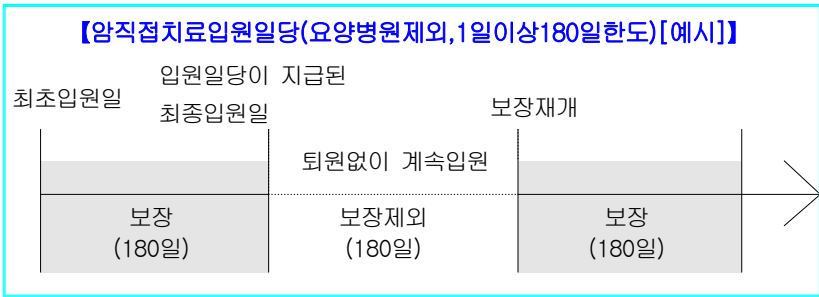 【암직접치료입원일당(요양병원제외,1일이상180일한도)[예시]】
최초입원일
입원일당이 지급된
최종입원일
보장재개
퇴원없이 계속입원
보장
(180일)
보장제외
(180일)
보장
(180일)